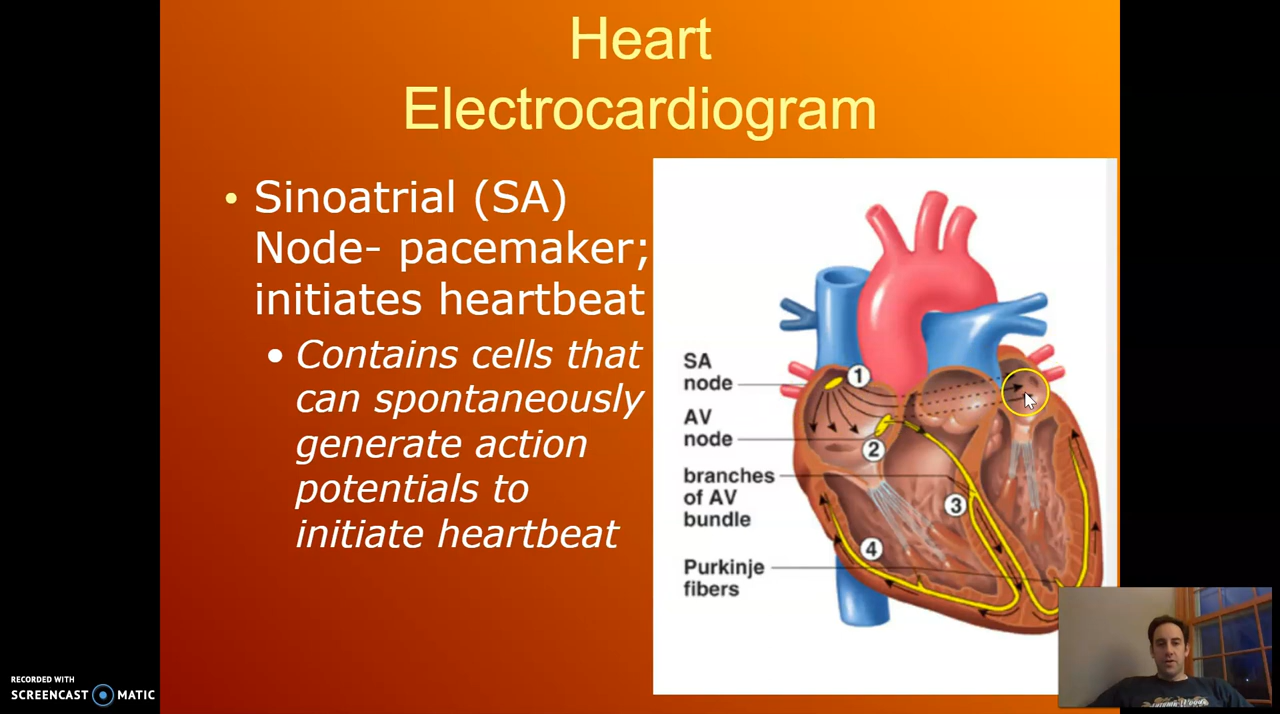 Heart
Electrocardiogram
• Sinoatrial (SA)
Node- pacemaker;
initiates heartbeat
• Contains cells that
can spontaneously
generate action
potentials to
initiate heartbeat
SA
node
1
AV
node
2
branches
of AV
bundle
3
4
Purkinje
fibers
RECORDED WITH
SCREENCAST MATIC